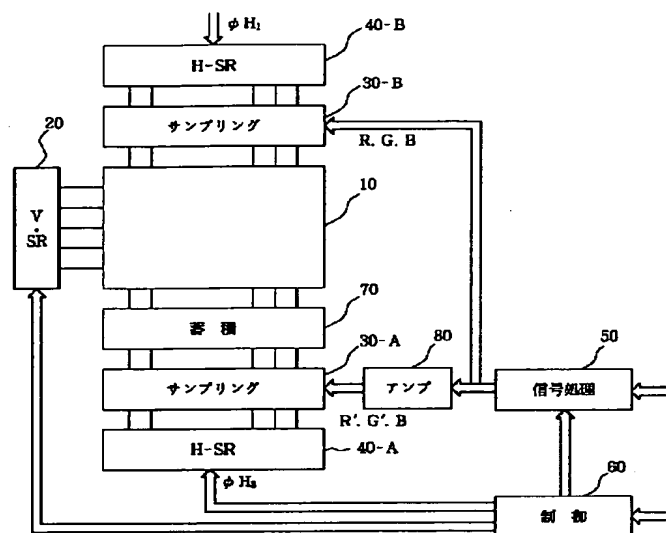 φH₁
40-B
H-SR
30-B
サンプリング
20
R. G. B
10
V・SR
70
蓄積
30-A
80
50
サンプリング
アンプ
信号処理
R′. G′. B
H-SR
40-A
60
φH₂
制御